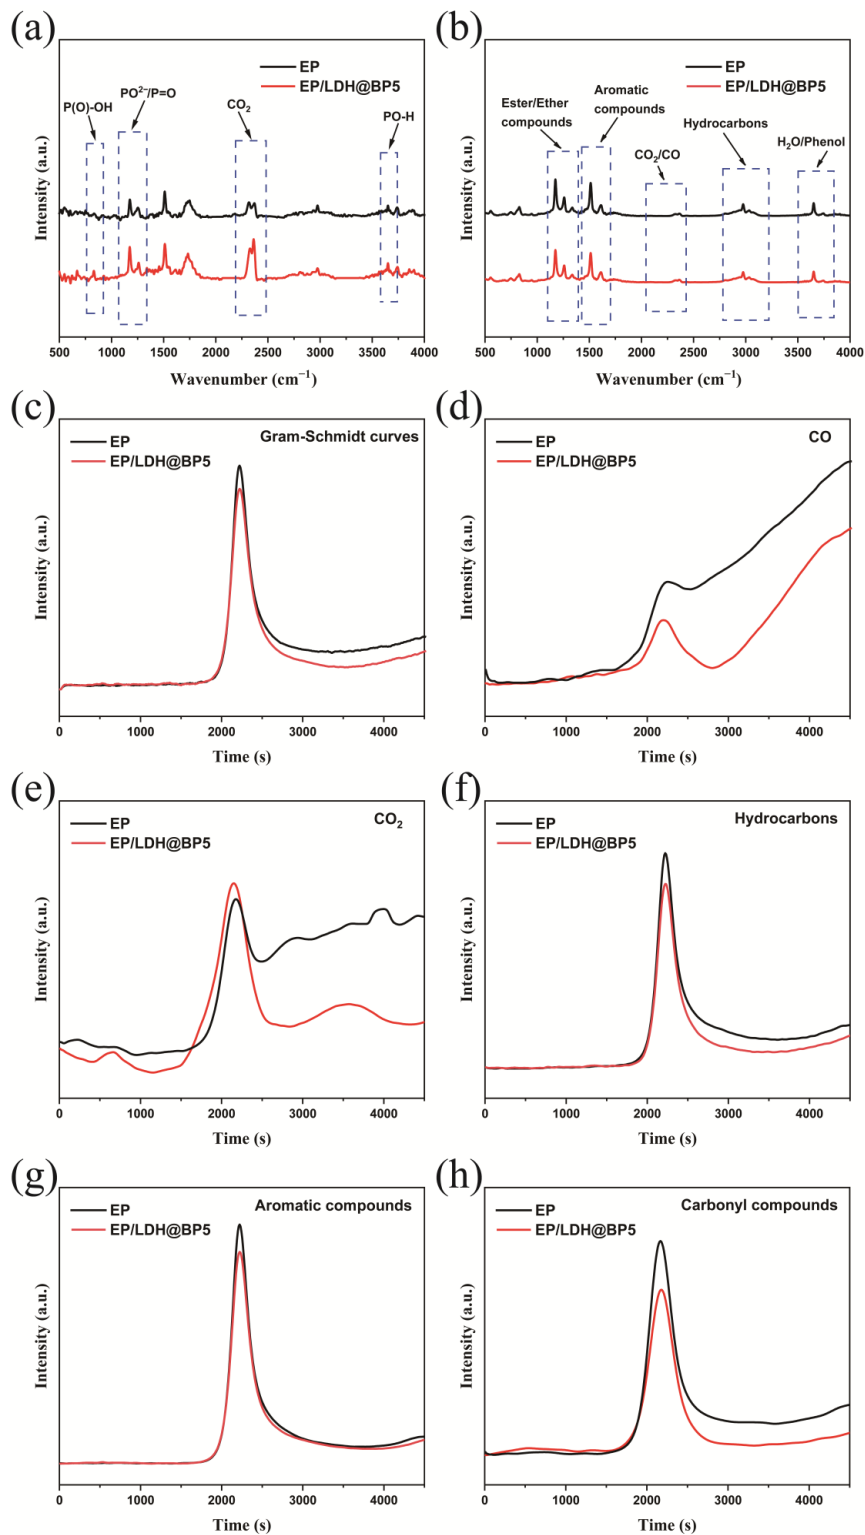 (a)
EP
EP/LDH@BP5
P(O)-OH
PO²⁻/P=O
CO₂
PO-H
Intensity (a.u.)
500 1000 1500 2000 2500 3000 3500 4000
Wavenumber (cm⁻¹)
(b)
EP
EP/LDH@BP5
Ester/Ether
compounds
Aromatic
compounds
CO₂/CO
Hydrocarbons
H₂O/Phenol
Intensity (a.u.)
500 1000 1500 2000 2500 3000 3500 4000
Wavenumber (cm⁻¹)
(c)
EP
EP/LDH@BP5
Gram-Schmidt curves
Intensity (a.u.)
0 1000 2000 3000 4000
Time (s)
(d)
EP
EP/LDH@BP5
CO
Intensity (a.u.)
0 1000 2000 3000 4000
Time (s)
(e)
EP
EP/LDH@BP5
CO₂
Intensity (a.u.)
0 1000 2000 3000 4000
Time (s)
(f)
EP
EP/LDH@BP5
Hydrocarbons
Intensity (a.u.)
0 1000 2000 3000 4000
Time (s)
(g)
EP
EP/LDH@BP5
Aromatic compounds
Intensity (a.u.)
0 1000 2000 3000 4000
Time (s)
(h)
EP
EP/LDH@BP5
Carbonyl compounds
Intensity (a.u.)
0 1000 2000 3000 4000
Time (s)